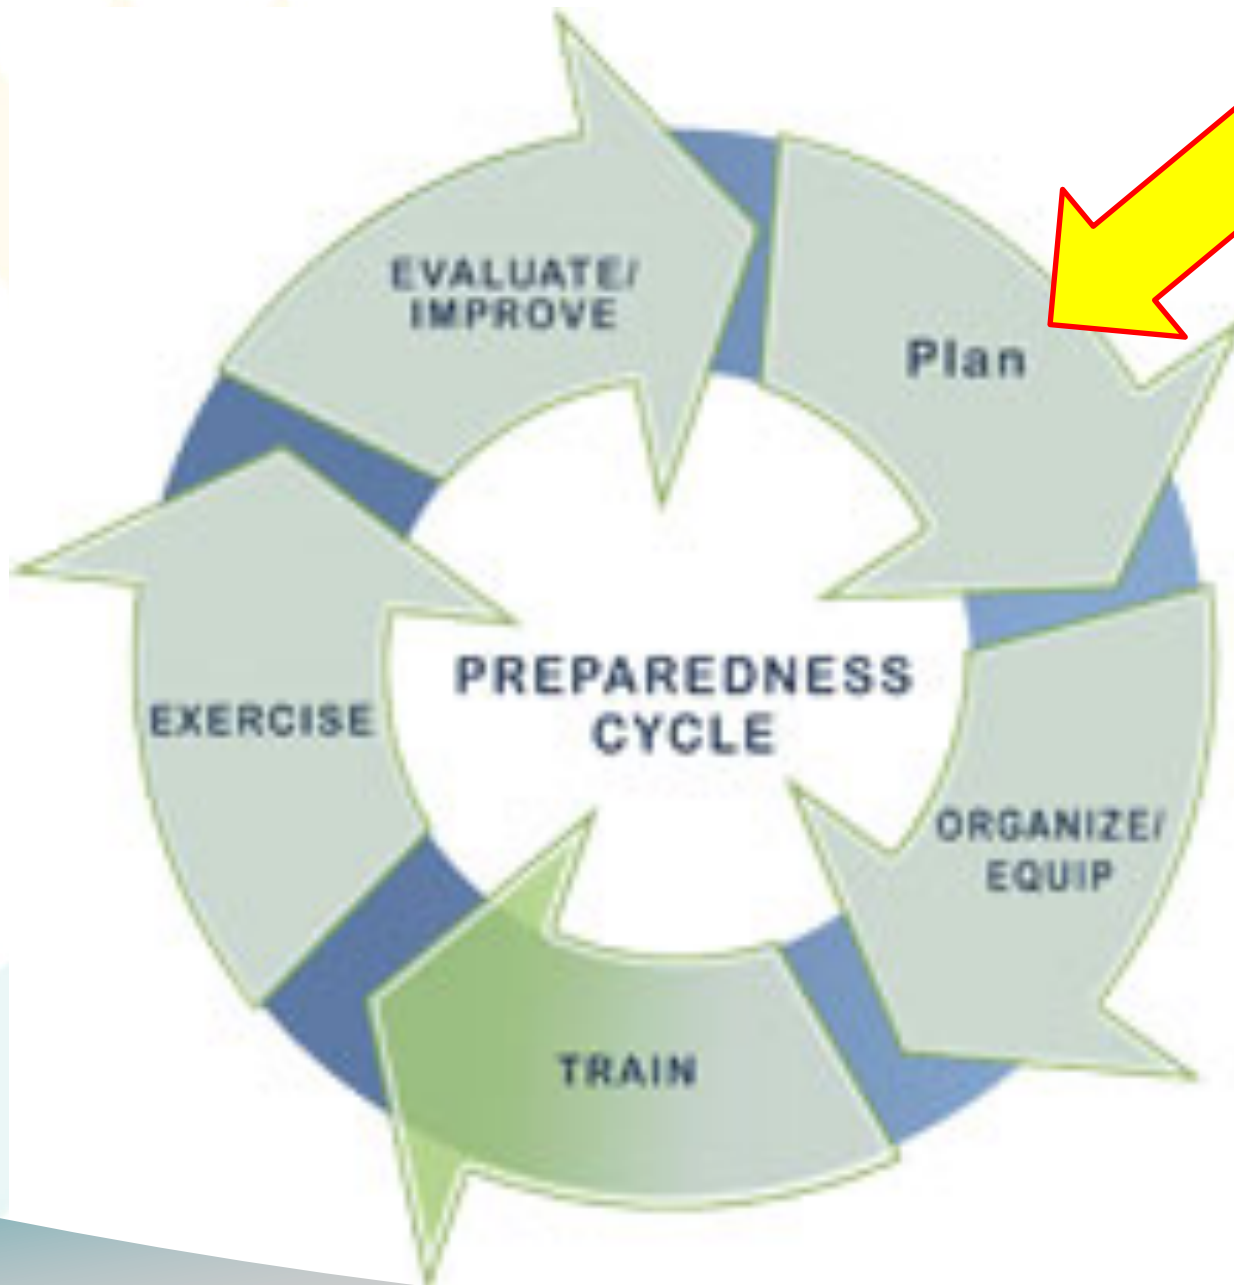 EVALUATE/
IMPROVE
Plan
PREPAREDNESS
CYCLE
EXERCISE
ORGANIZE/
EQUIP
TRAIN